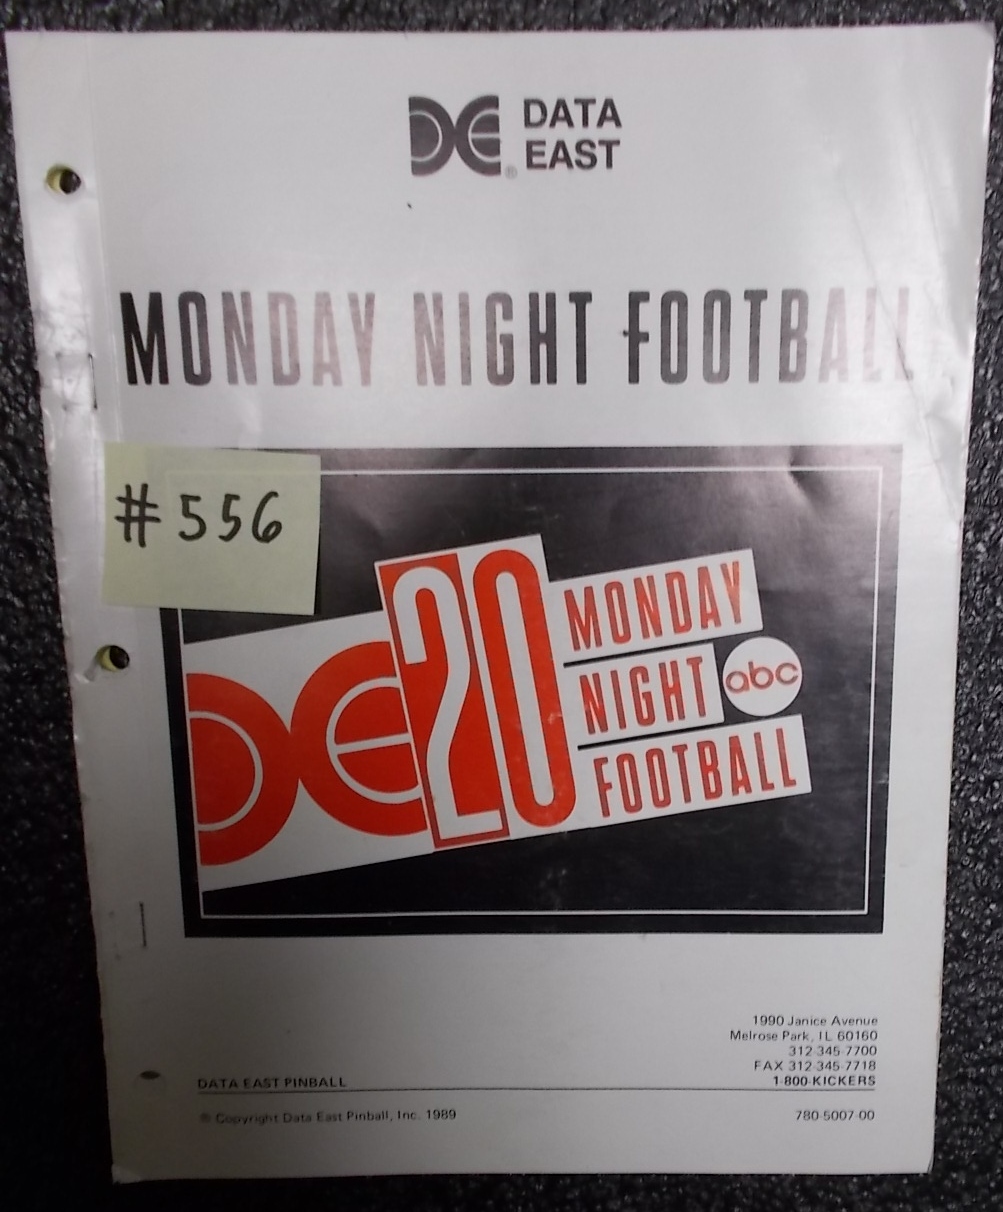 DATA
EAST
®
MONDAY NIGHT FOOTBALL
#556
DE 20 MONDAY
NIGHT abc
FOOTBALL
1990 Janice Avenue
Melrose Park, IL 60160
312-345-7700
FAX 312-345-7718
DATA EAST PINBALL 1-800-KICKERS
© Copyright Data East Pinball, Inc. 1989 780-5007-00